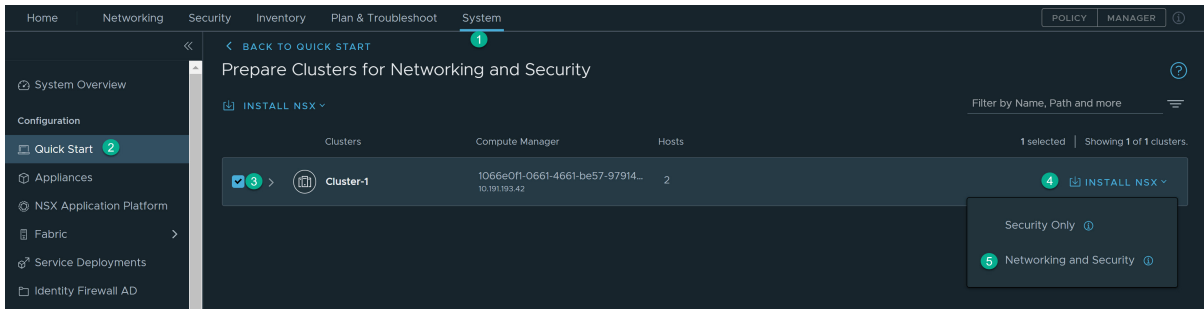 Home Networking Security Inventory Plan & Troubleshoot System POLICY MANAGER
1
BACK TO QUICK START
Prepare Clusters for Networking and Security
System Overview
INSTALL NSX
Filter by Name, Path and more
Configuration
Clusters Compute Manager Hosts 1 selected | Showing 1 of 1 clusters.
Quick Start 2
Appliances
3 Cluster-1 1066e0f1-0661-4661-be57-97914... 2 4 INSTALL NSX
10.191.193.42
NSX Application Platform
Security Only
Fabric
Service Deployments
5 Networking and Security
Identity Firewall AD